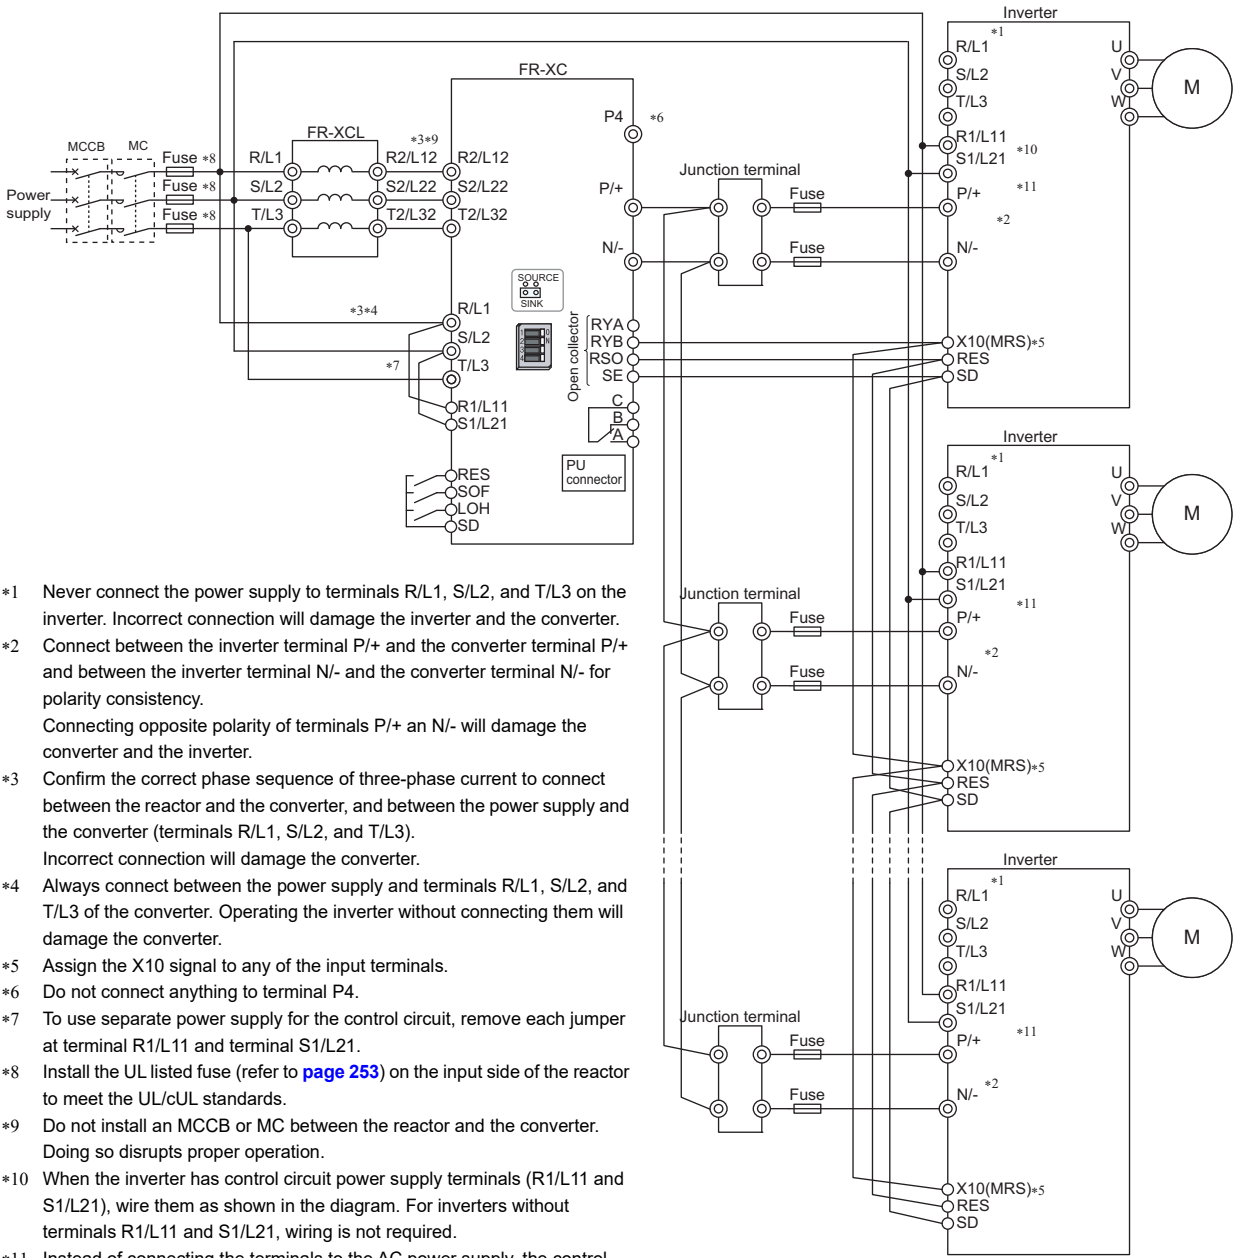 Inverter
R/L1 *1
S/L2
T/L3
R1/L11
S1/L21 *10
P/+ *11
*2
N/-
X10(MRS)*5
RES
SD
U
V
W
M
FR-XC
P4 *6
P/+
N/-
SOURCE
SINK
1
2
3
4
O
N
Open collector
RYA
RYB
RSO
SE
C
B
A
PU
connector
R2/L12
S2/L22
T2/L32
R/L1
S/L2
T/L3
R1/L11
S1/L21
RES
SOF
LOH
SD
*3*9
*3*4
*7
FR-XCL
R/L1
S/L2
T/L3
R2/L12
S2/L22
T2/L32
MCCB
MC
Fuse *8
Fuse *8
Fuse *8
Power
supply
Junction terminal
Fuse
Fuse
Inverter
R/L1 *1
S/L2
T/L3
R1/L11
S1/L21
*11
P/+
*2
N/-
X10(MRS)*5
RES
SD
U
V
W
M
Junction terminal
Fuse
Fuse
Inverter
R/L1 *1
S/L2
T/L3
R1/L11
S1/L21
*11
P/+
*2
N/-
X10(MRS)*5
RES
SD
U
V
W
M
Junction terminal
Fuse
Fuse
*1 Never connect the power supply to terminals R/L1, S/L2, and T/L3 on the
inverter. Incorrect connection will damage the inverter and the converter.
*2 Connect between the inverter terminal P/+ and the converter terminal P/+
and between the inverter terminal N/- and the converter terminal N/- for
polarity consistency.
Connecting opposite polarity of terminals P/+ an N/- will damage the
converter and the inverter.
*3 Confirm the correct phase sequence of three-phase current to connect
between the reactor and the converter, and between the power supply and
the converter (terminals R/L1, S/L2, and T/L3).
Incorrect connection will damage the converter.
*4 Always connect between the power supply and terminals R/L1, S/L2, and
T/L3 of the converter. Operating the inverter without connecting them will
damage the converter.
*5 Assign the X10 signal to any of the input terminals.
*6 Do not connect anything to terminal P4.
*7 To use separate power supply for the control circuit, remove each jumper
at terminal R1/L11 and terminal S1/L21.
*8 Install the UL listed fuse (refer to page 253) on the input side of the reactor
to meet the UL/cUL standards.
*9 Do not install an MCCB or MC between the reactor and the converter.
Doing so disrupts proper operation.
*10 When the inverter has control circuit power supply terminals (R1/L11 and
S1/L21), wire them as shown in the diagram. For inverters without
terminals R1/L11 and S1/L21, wiring is not required.
*11 Instead of connecting the terminals to the AC power supply, the control